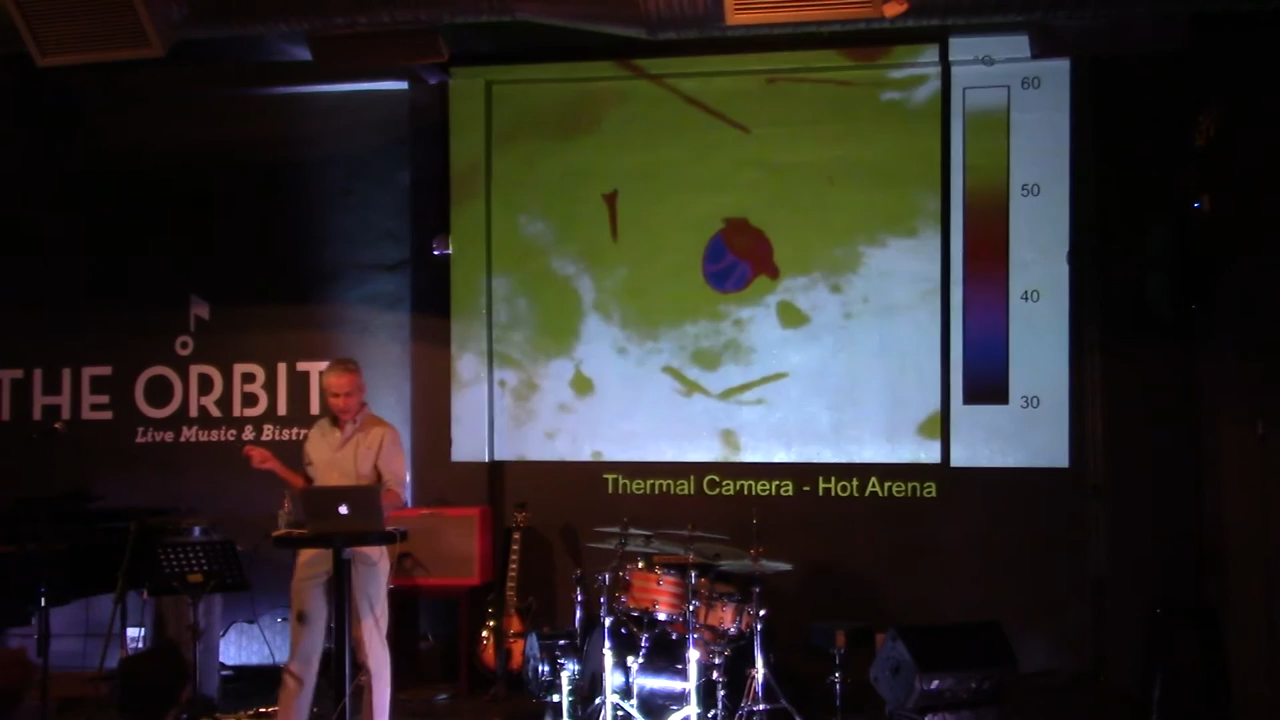 °C
60
50
40
30
THE ORBIT
Live Music & Bistr
Thermal Camera - Hot Arena